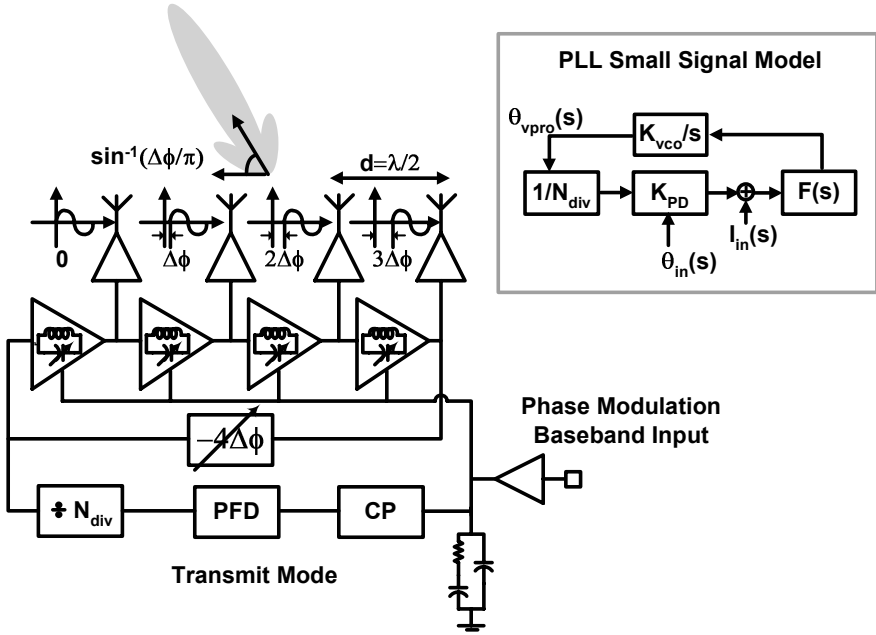 PLL Small Signal Model
θvpro(s)
Kvco/s
1/Ndiv
KPD
F(s)
Iin(s)
θin(s)
sin-1(Δϕ/π)
d=λ/2
0
Δϕ
2Δϕ
3Δϕ
−4Δϕ
Phase Modulation
Baseband Input
÷ Ndiv
PFD
CP
Transmit Mode